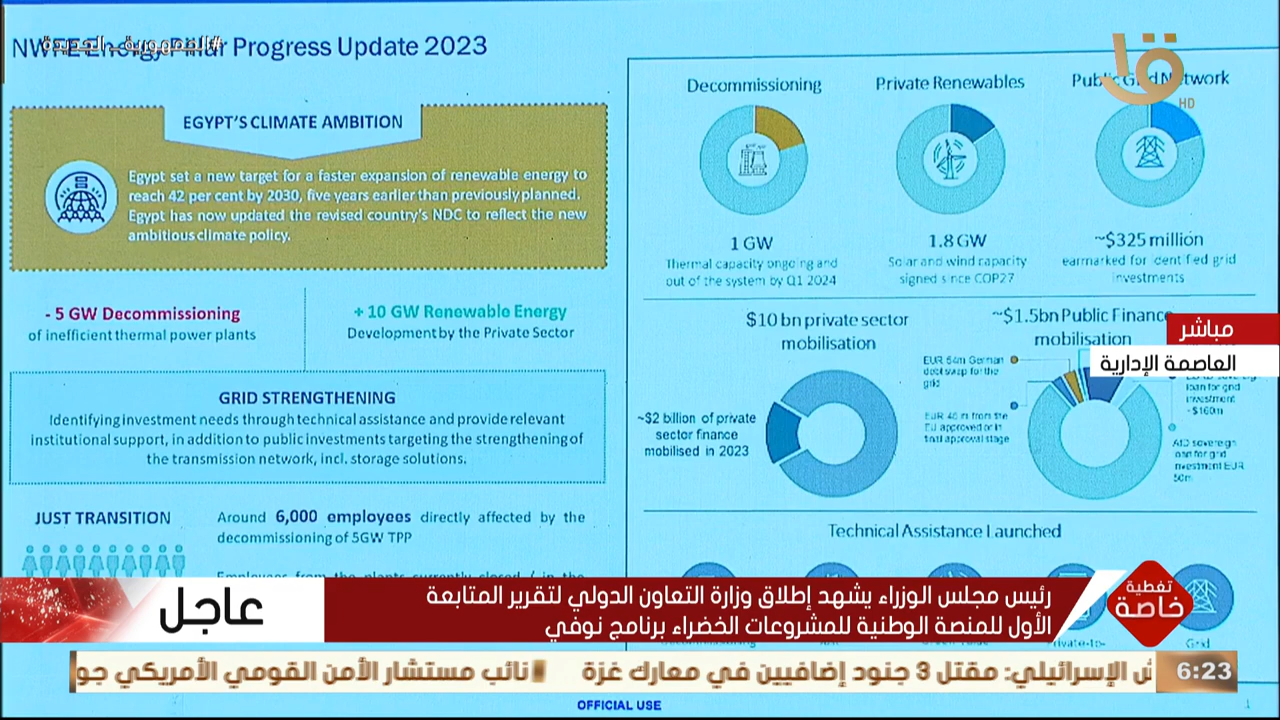 NWFE Energy Pillar Progress Update 2023
#الجمهورية_الجديدة
HD
EGYPT'S CLIMATE AMBITION
Egypt set a new target for a faster expansion of renewable energy to
reach 42 per cent by 2030, five years earlier than previously planned.
Egypt has now updated the revised country's NDC to reflect the new
ambitious climate policy.
- 5 GW Decommissioning
of inefficient thermal power plants
+ 10 GW Renewable Energy
Development by the Private Sector
GRID STRENGTHENING
Identifying investment needs through technical assistance and provide relevant
institutional support, in addition to public investments targeting the strengthening of
the transmission network, incl. storage solutions.
JUST TRANSITION
Around 6,000 employees directly affected by the
decommissioning of 5GW TPP
Decommissioning
1 GW
Thermal capacity ongoing and
out of the system by Q1 2024
Private Renewables
1.8 GW
Solar and wind capacity
signed since COP27
Public Grid Network
~$325 million
earmarked for identified grid
investments
$10 bn private sector
mobilisation
~$2 billion of private
sector finance
mobilised in 2023
~$1.5bn Public Finance
mobilisation
EUR 54m German
debt swap for the
grid
EUR 40 m from the
EU approved or in
final approval stage
loan for grid
investment
~$160m
AfD sovereign
loan for grid
investment EUR
50m
Technical Assistance Launched
Grid
مباشر
العاصمة الإدارية
تغطية
خاصة
عاجل
رئيس مجلس الوزراء يشهد إطلاق وزارة التعاون الدولي لتقرير المتابعة
الأول للمنصة الوطنية للمشروعات الخضراء برنامج نوفي
الإسرائيلي: مقتل 3 جنود إضافيين في معارك غزة
نائب مستشار الأمن القومي الأمريكي
6:23
OFFICIAL USE
1